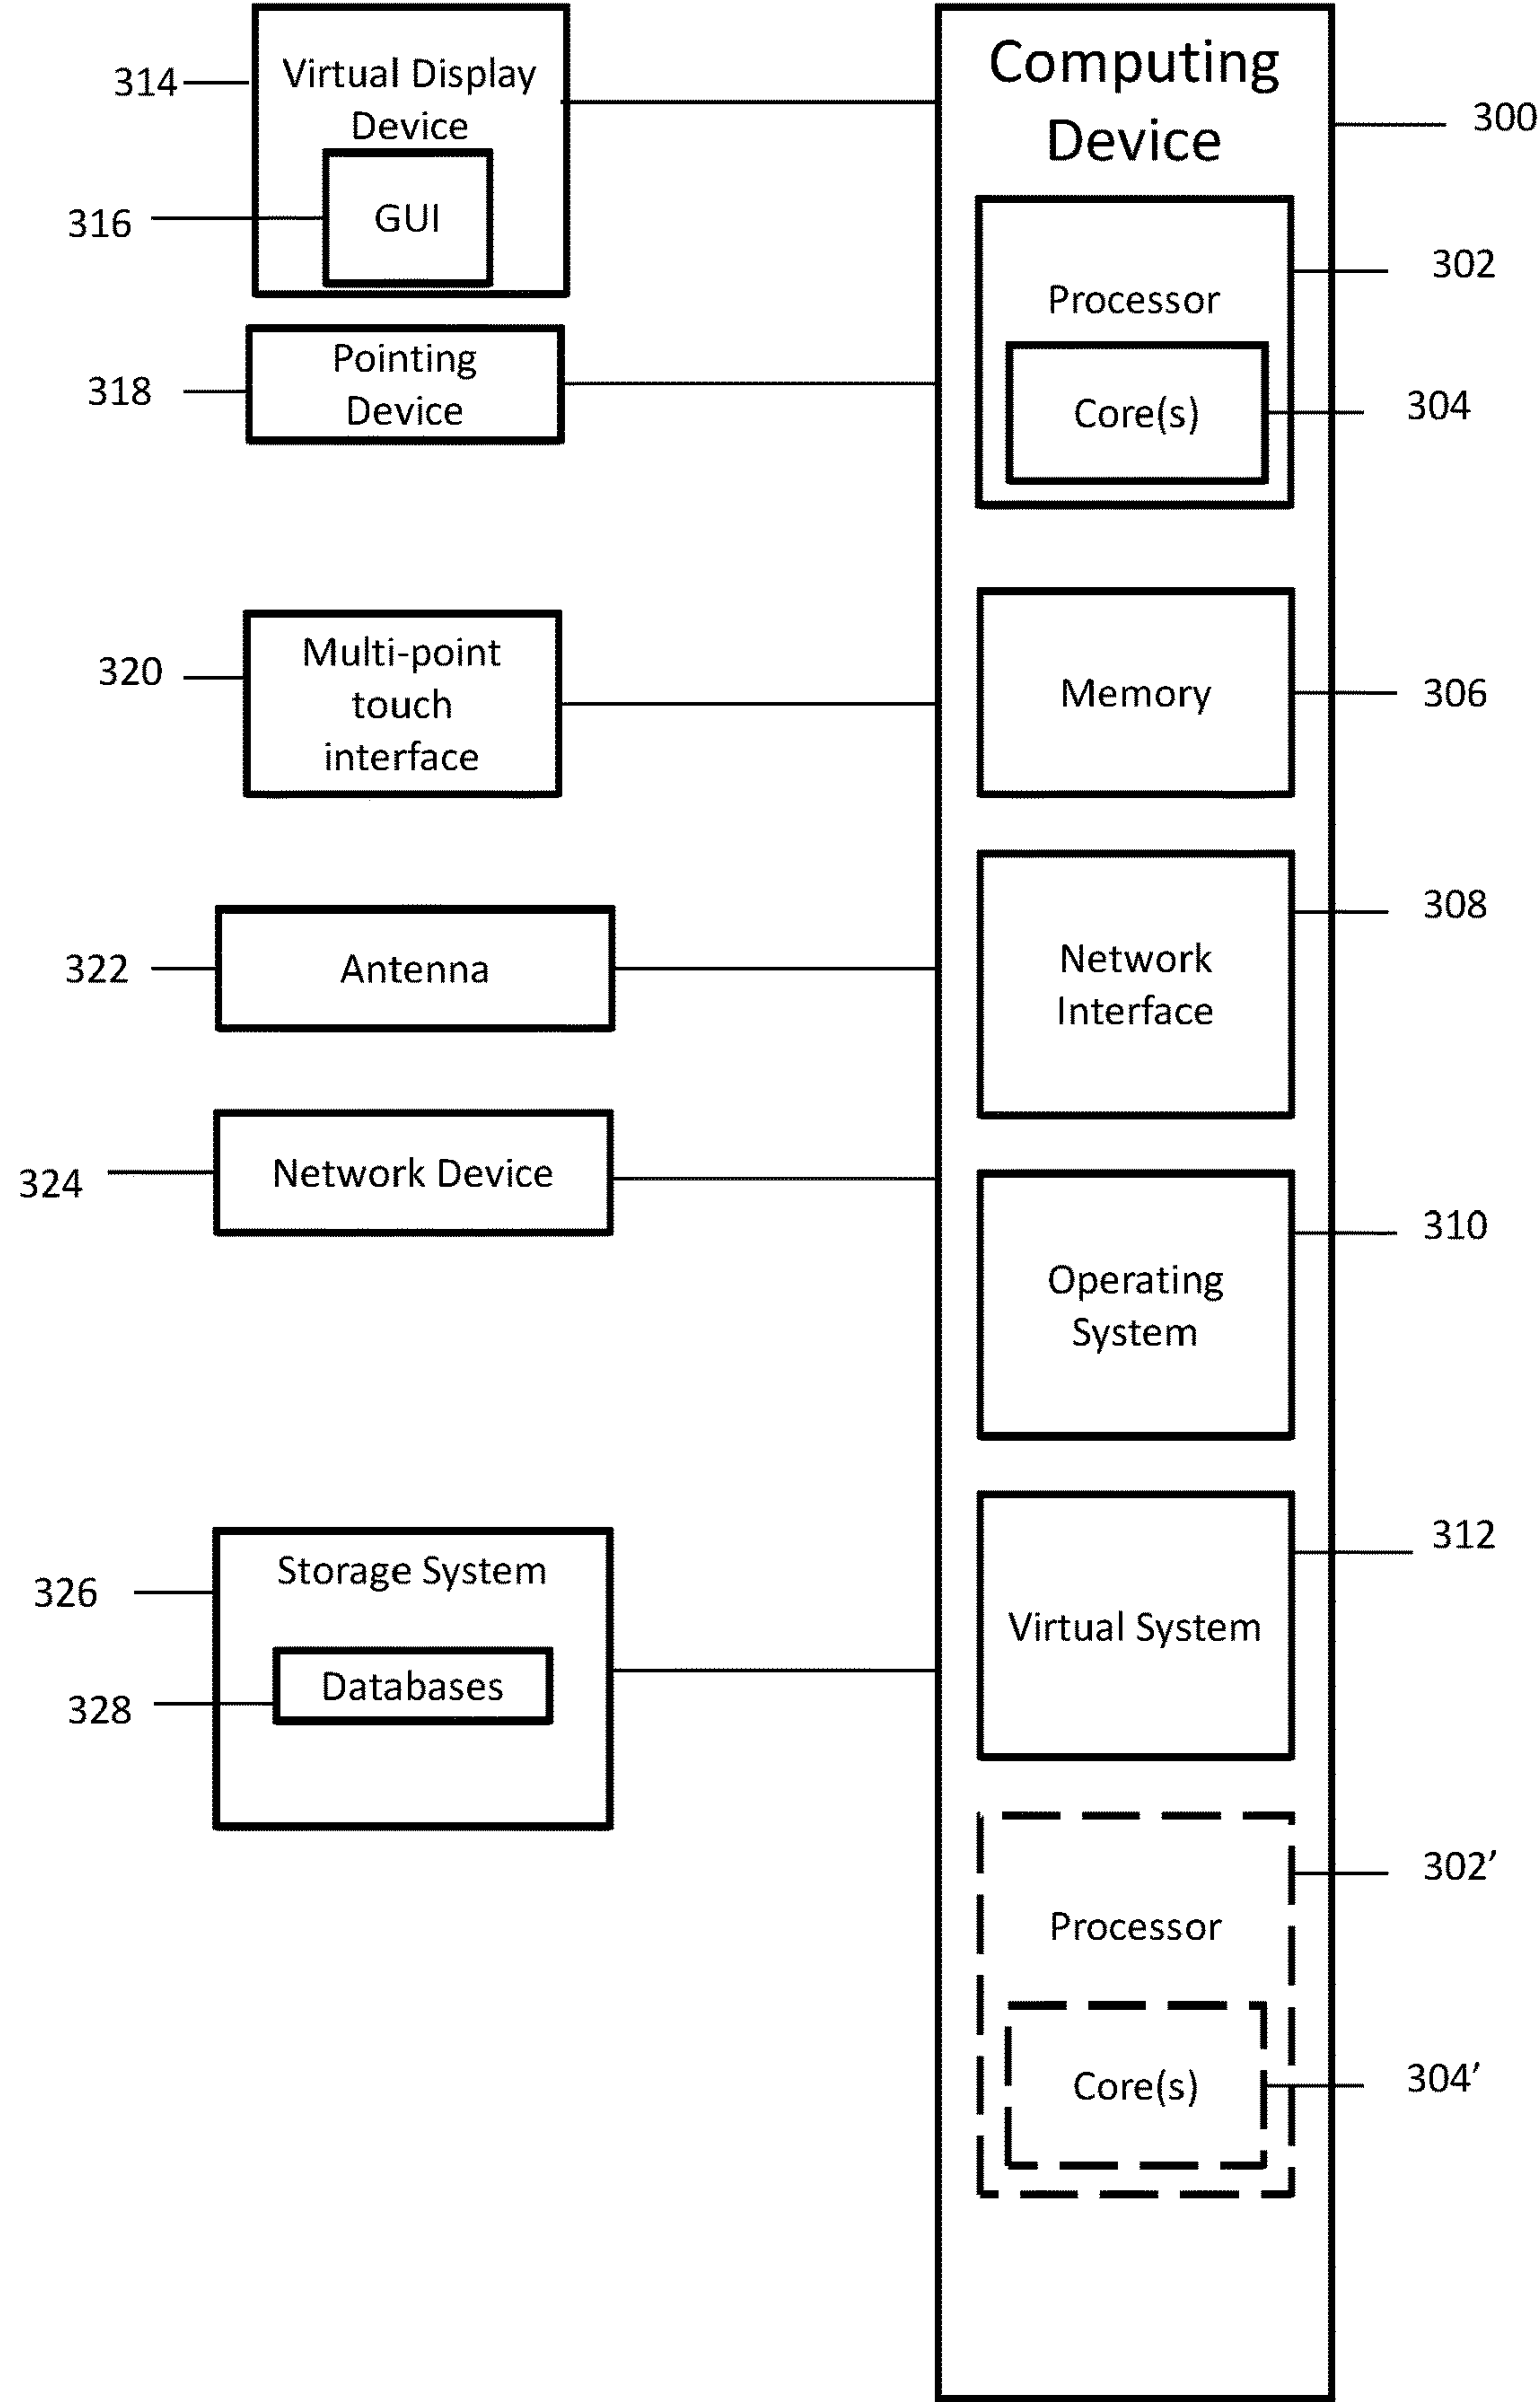 314
Virtual Display
Device
316
GUI
318
Pointing
Device
320
Multi-point
touch
interface
322
Antenna
324
Network Device
326
Storage System
328
Databases
Computing
Device
300
Processor
302
Core(s)
304
Memory
306
Network
Interface
308
Operating
System
310
Virtual System
312
Processor
302’
Core(s)
304’